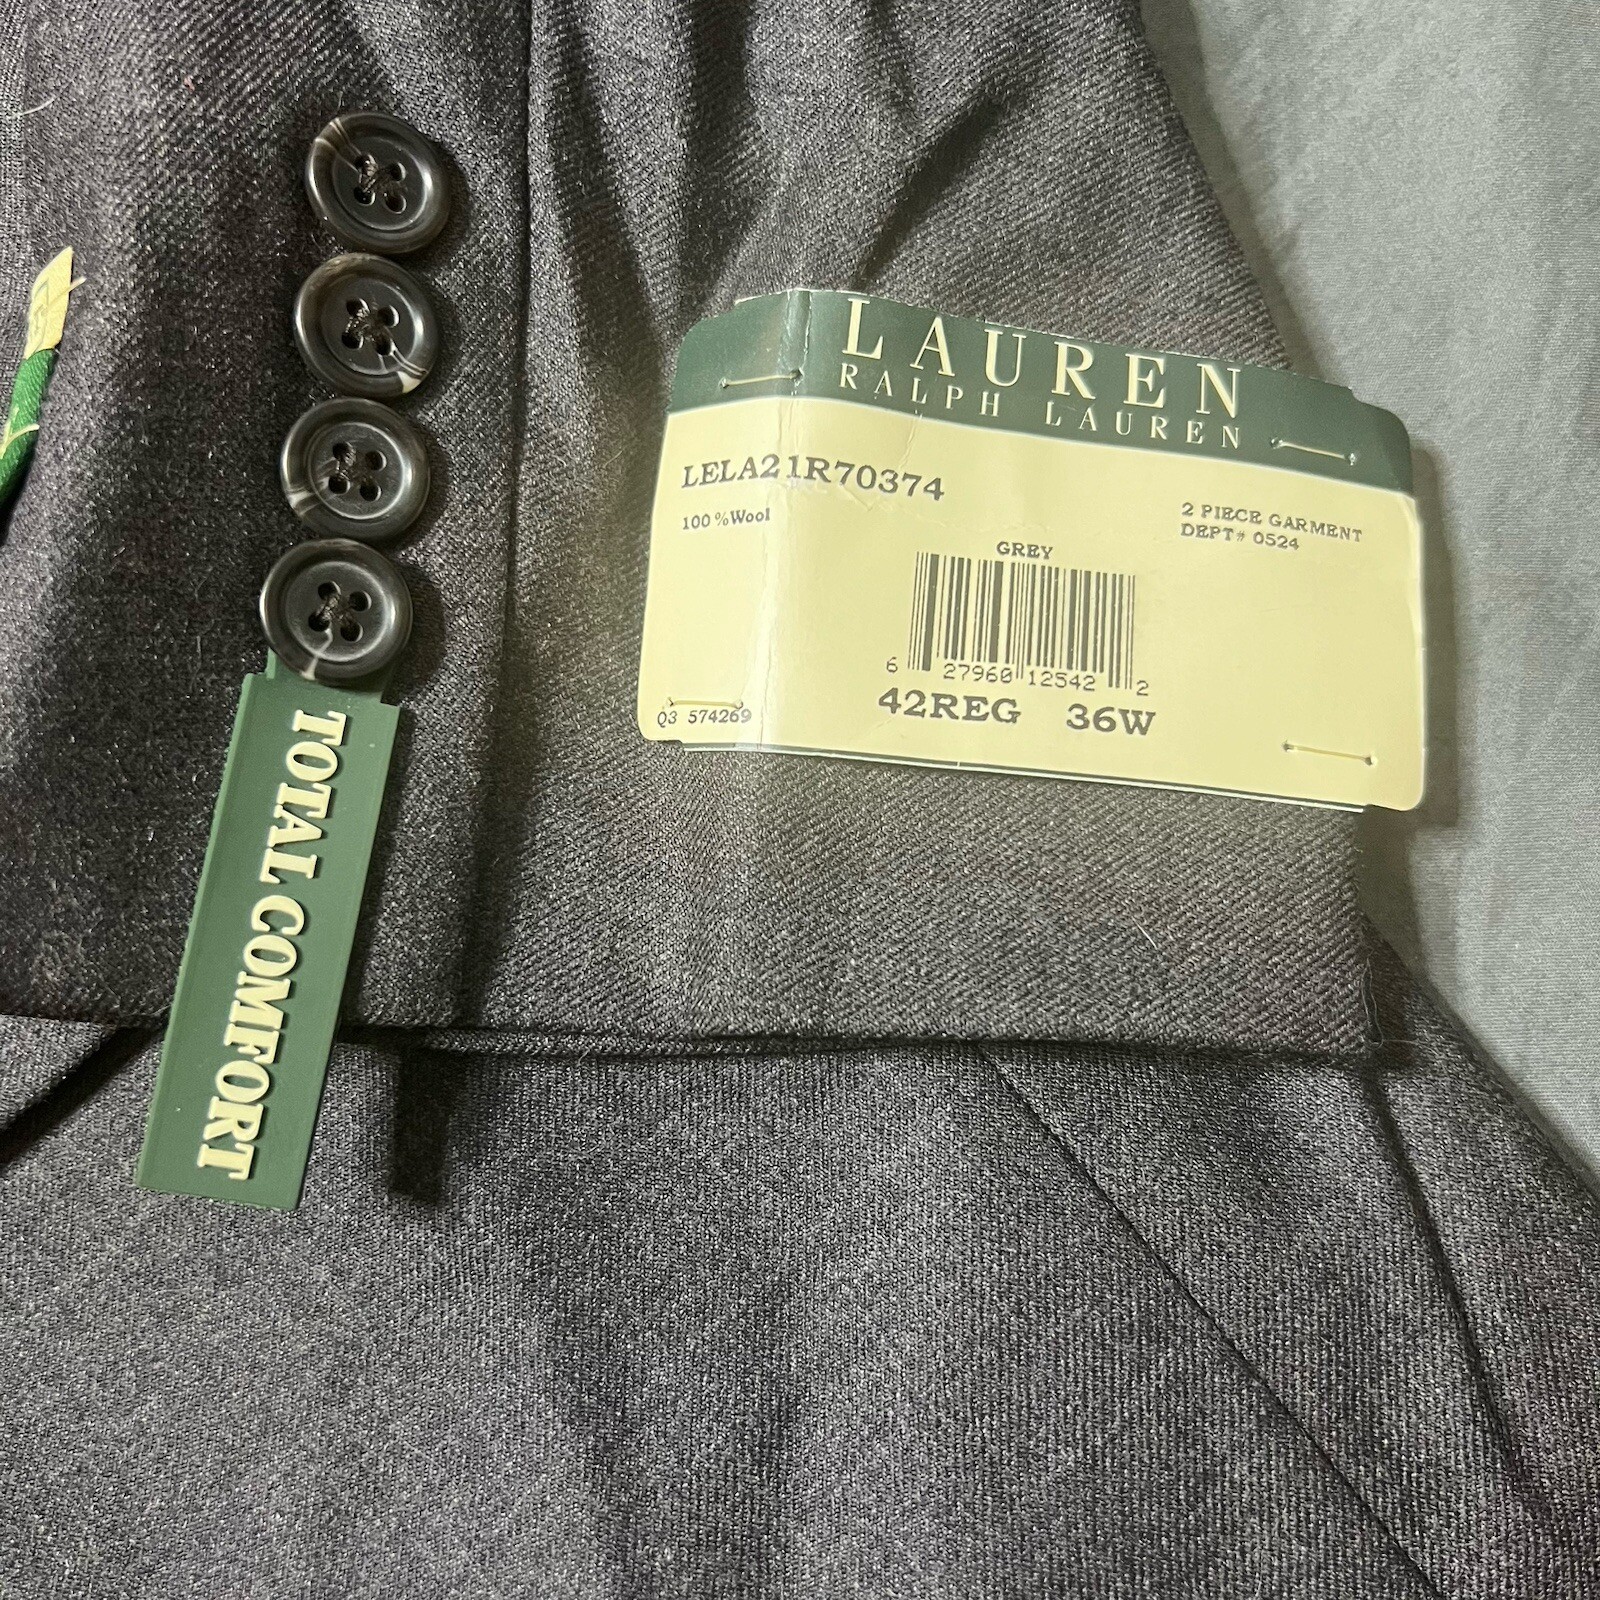 LAUREN
RALPH LAUREN
LELA21R70374
100%Wool
2 PIECE GARMENT
DEPT# 0524
GREY
6 27960 12542 2
42REG 36W
Q3 574269
TOTAL COMFORT